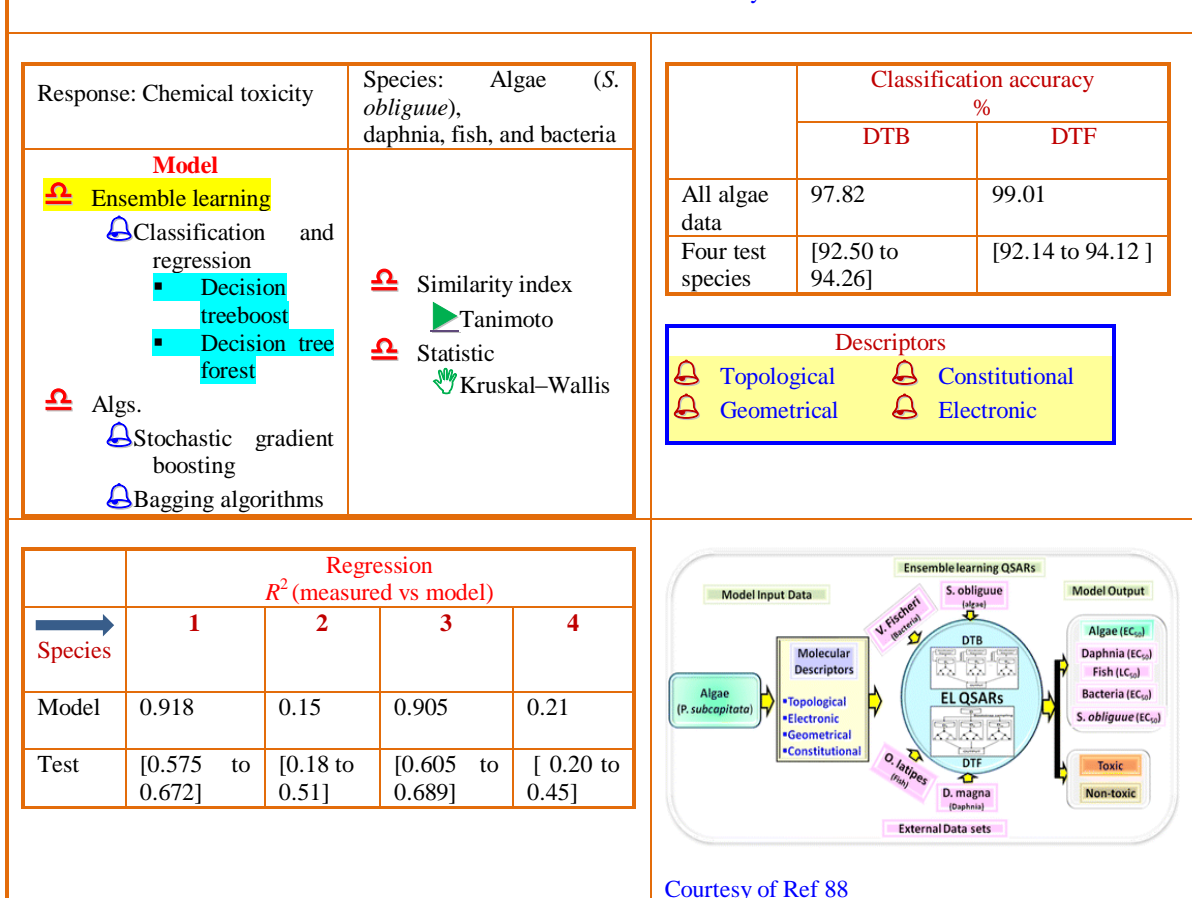 Response: Chemical toxicity
Species: Algae (S.
obliguue),
daphnia, fish, and bacteria
Model
Ensemble learning
Classification and
regression
▪ Decision
treeboost
▪ Decision tree
forest
Algs.
Stochastic gradient
boosting
Bagging algorithms
Similarity index
Tanimoto
Statistic
Kruskal–Wallis
Classification accuracy
%
DTB DTF
All algae
data
97.82 99.01
Four test
species
[92.50 to
94.26]
[92.14 to 94.12 ]
Descriptors
Topological Constitutional
Geometrical Electronic
Regression
R² (measured vs model)
Species
1 2 3 4
Model 0.918 0.15 0.905 0.21
Test [0.575 to
0.672]
[0.18 to
0.51]
[0.605 to
0.689]
[ 0.20 to
0.45]
Ensemble learning QSARs
Model Input Data
S. obliguue
(algae)
Model Output
V. Fischeri
(Bacteria)
Algae
(P. subcapitata)
Molecular
Descriptors
▪Topological
▪Electronic
▪Geometrical
▪Constitutional
DTB
EL QSARs
DTF
O. latipes
(Fish)
D. magna
(Daphnia)
External Data sets
Algae (EC₅₀)
Daphnia (EC₅₀)
Fish (LC₅₀)
Bacteria (EC₅₀)
S. obliguue (EC₅₀)
Toxic
Non-toxic
Courtesy of Ref 88